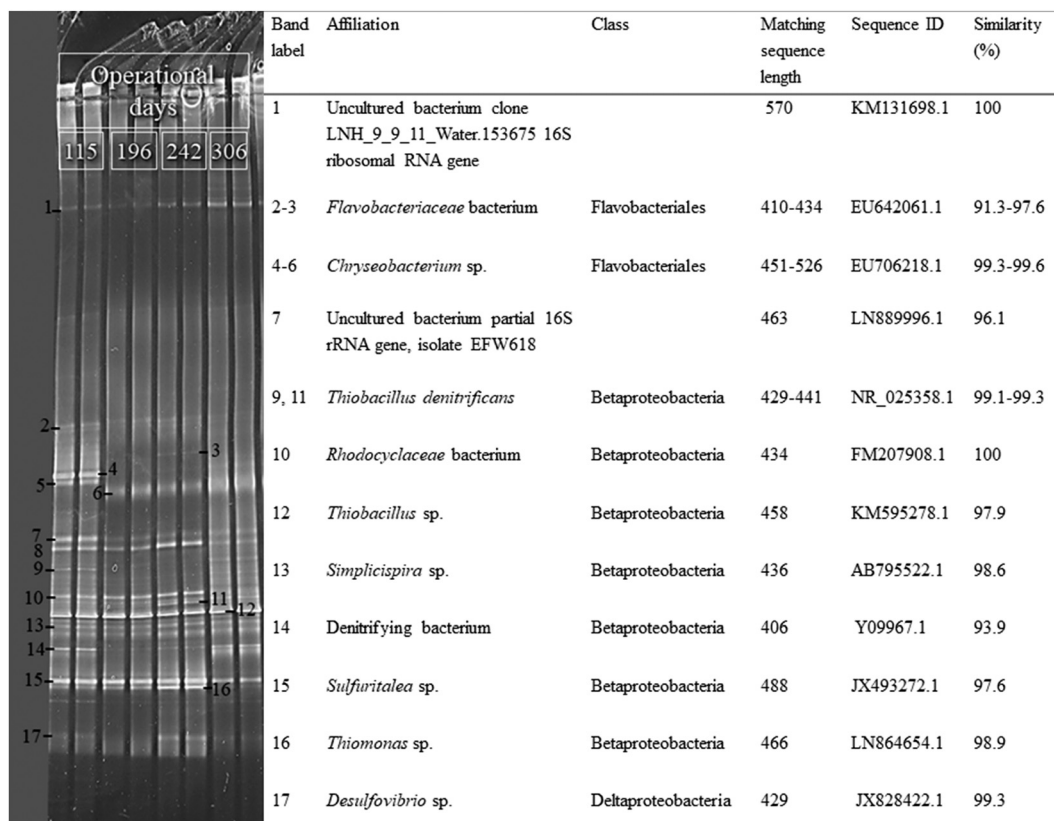 Operational
days
115 196 242 306
1
2
3
4
5
6
7
8
9
10
11
12
13
14
15
16
17
Band label Affiliation Class Matching sequence length Sequence ID Similarity (%)
1 Uncultured bacterium clone 570 KM131698.1 100
LNH_9_9_11_Water.153675 16S
ribosomal RNA gene
2-3 Flavobacteriaceae bacterium Flavobacteriales 410-434 EU642061.1 91.3-97.6
4-6 Chryseobacterium sp. Flavobacteriales 451-526 EU706218.1 99.3-99.6
7 Uncultured bacterium partial 16S 463 LN889996.1 96.1
rRNA gene, isolate EFW618
9, 11 Thiobacillus denitrificans Betaproteobacteria 429-441 NR_025358.1 99.1-99.3
10 Rhodocyclaceae bacterium Betaproteobacteria 434 FM207908.1 100
12 Thiobacillus sp. Betaproteobacteria 458 KM595278.1 97.9
13 Simplicispira sp. Betaproteobacteria 436 AB795522.1 98.6
14 Denitrifying bacterium Betaproteobacteria 406 Y09967.1 93.9
15 Sulfuritalea sp. Betaproteobacteria 488 JX493272.1 97.6
16 Thiomonas sp. Betaproteobacteria 466 LN864654.1 98.9
17 Desulfovibrio sp. Deltaproteobacteria 429 JX828422.1 99.3